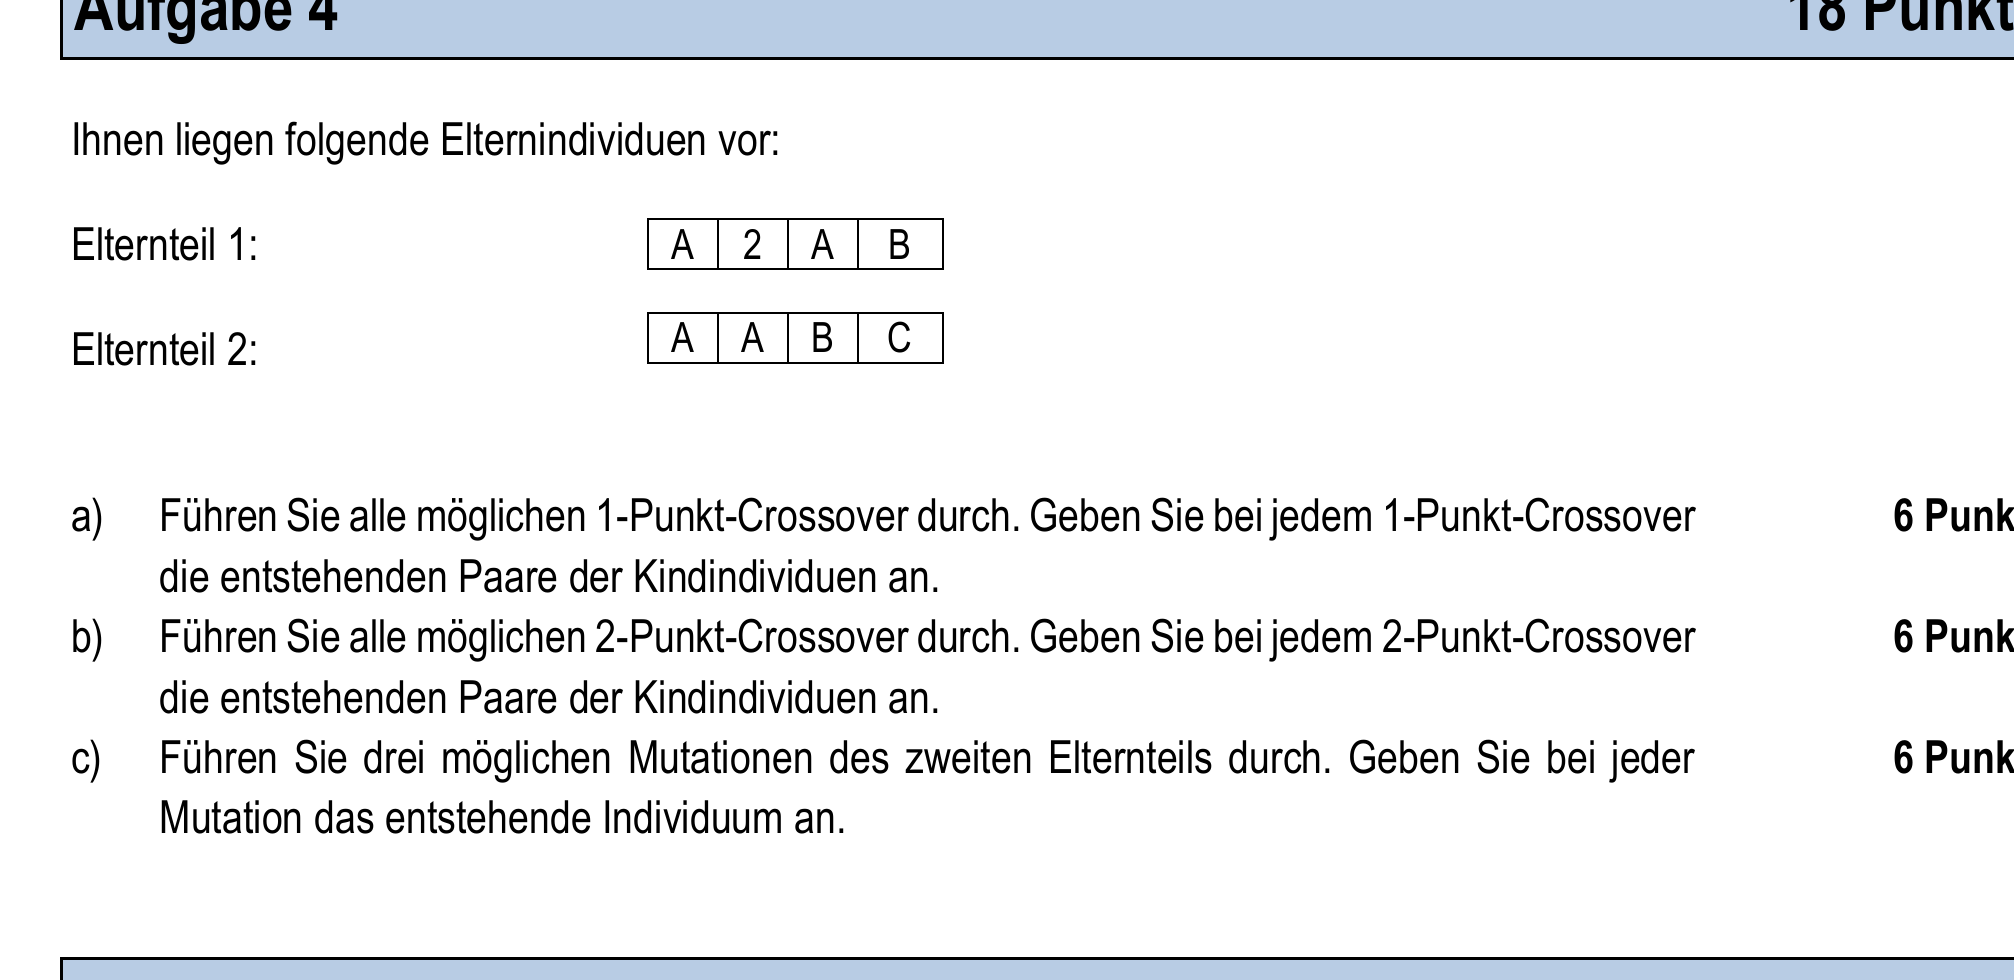 Aufgabe 4 18 Punkt
Ihnen liegen folgende Elternindividuen vor:
Elternteil 1: A 2 A B
Elternteil 2: A A B C
a) Führen Sie alle möglichen 1-Punkt-Crossover durch. Geben Sie bei jedem 1-Punkt-Crossover 6 Punk
die entstehenden Paare der Kindindividuen an.
b) Führen Sie alle möglichen 2-Punkt-Crossover durch. Geben Sie bei jedem 2-Punkt-Crossover 6 Punk
die entstehenden Paare der Kindindividuen an.
c) Führen Sie drei möglichen Mutationen des zweiten Elternteils durch. Geben Sie bei jeder 6 Punk
Mutation das entstehende Individuum an.